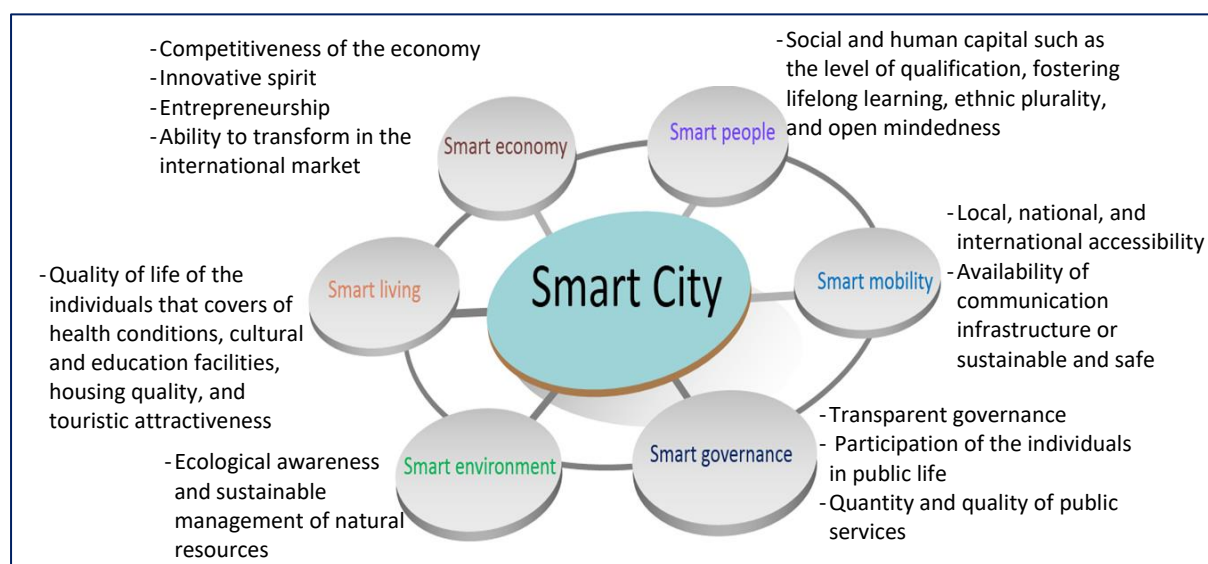 -Competitiveness of the economy
-Innovative spirit
-Entrepreneurship
-Ability to transform in the
international market
Smart economy
-Social and human capital such as
the level of qualification, fostering
lifelong learning, ethnic plurality,
and open mindedness
Smart people
-Local, national, and
international accessibility
-Availability of
communication
infrastructure or
sustainable and safe
Smart mobility
Smart City
-Quality of life of the
individuals that covers of
health conditions, cultural
and education facilities,
housing quality, and
touristic attractiveness
Smart living
-Ecological awareness
and sustainable
management of natural
resources
Smart environment
Smart governance
-Transparent governance
- Participation of the individuals
in public life
-Quantity and quality of public
services